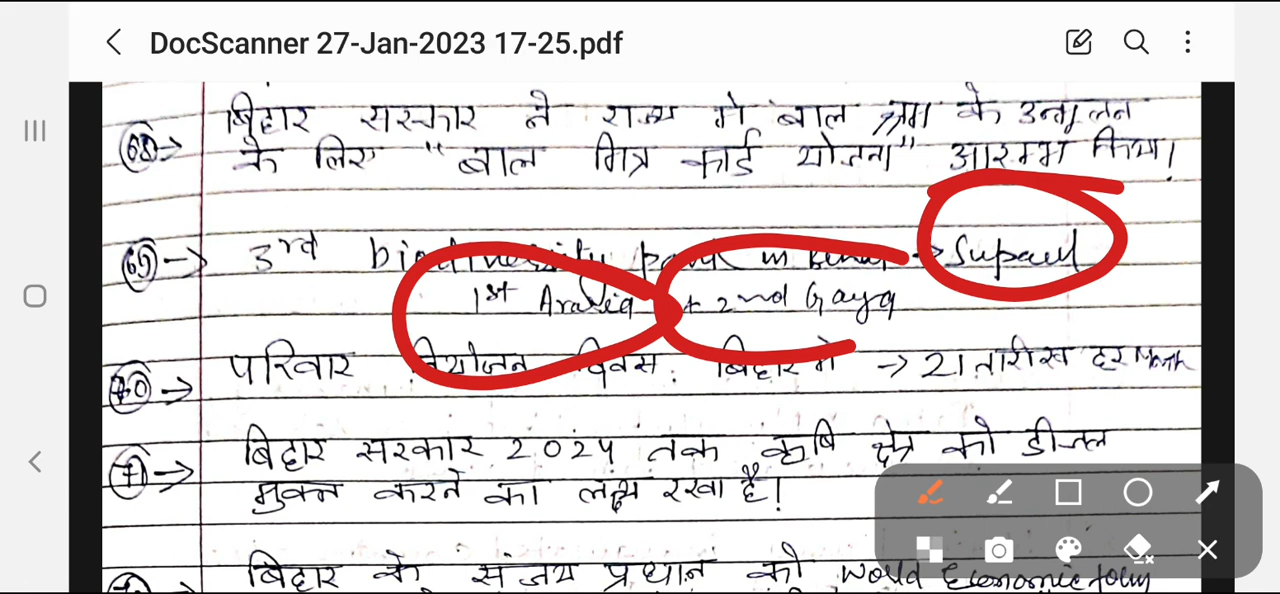 DocScanner 27-Jan-2023 17-25.pdf
68→ बिहार सरकार ने राज्य मे बाल श्रम के उन्मूलन
के लिए "बाल मित्र कार्ड योजना" आरम्भ किया।
69→ 3rd biodiversity park in Bihar → Supaul
1st Araria + 2nd Gaya
70→ परिवार नियोजन दिवस: बिहार मे → 21 तारीख हर Month
71→ बिहार सरकार 2024 तक कृषि क्षेत्र को डीजल
मुक्त करने का लक्ष्य रखा है!
बिहार के संजय प्रधान को World Economic